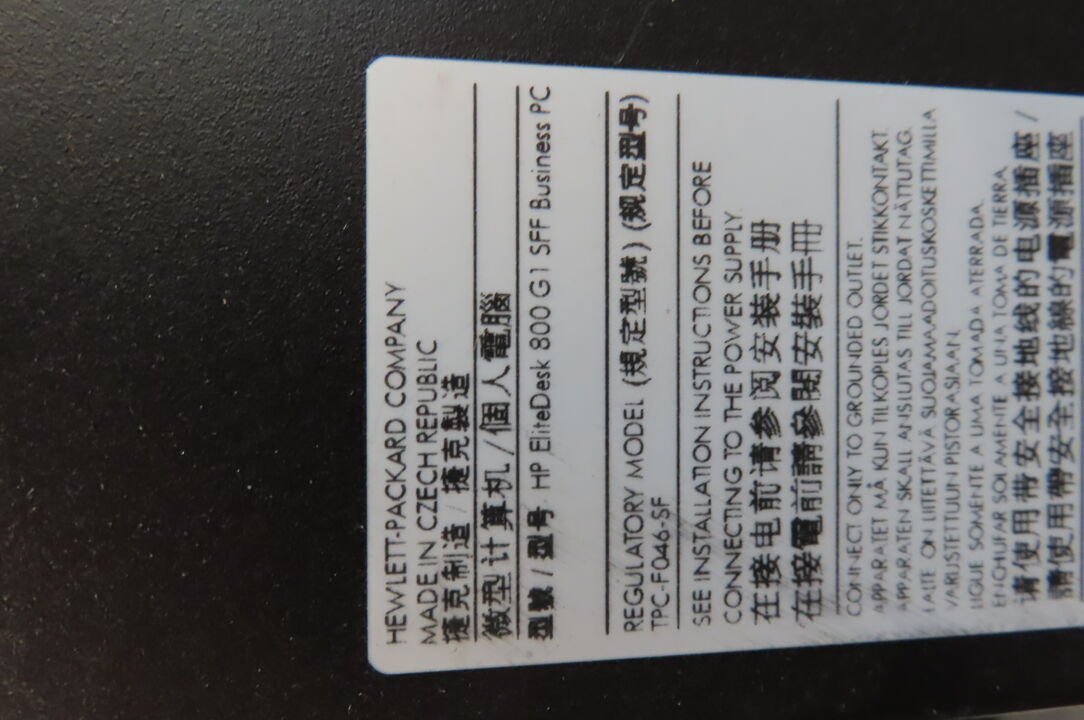 HEWLETT-PACKARD COMPANY
MADE IN CZECH REPUBLIC
捷克制造 / 捷克製造
微型计算机 / 個人電腦
型號 / 型号 HP EliteDesk 800 G1 SFF Business PC
REGULATORY MODEL (規定型號) (规定型号)
TPC-F046-SF
SEE INSTALLATION INSTRUCTIONS BEFORE
CONNECTING TO THE POWER SUPPLY.
在接电前请参阅安装手册
在接電前請參閱安裝手冊
CONNECT ONLY TO GROUNDED OUTLET.
APPARATET MÅ KUN TILKOPLES JORDET STIKKONTAKT.
APPARATEN SKALL ANSLUTAS TILL JORDAT NÄTTUTAG.
LAITE ON LIITETTÄVÄ SUOJAMAADOITUSKOSKETTIMILLA
VARUSTETTUUN PISTORASIAAN.
LIGUE SOMENTE A UMA TOMADA ATERRADA.
ENCHUFAR SOLAMENTE A UNA TOMA DE TIERRA.
请使用带安全接地线的电源插座 /
請使用帶安全接地線的電源插座